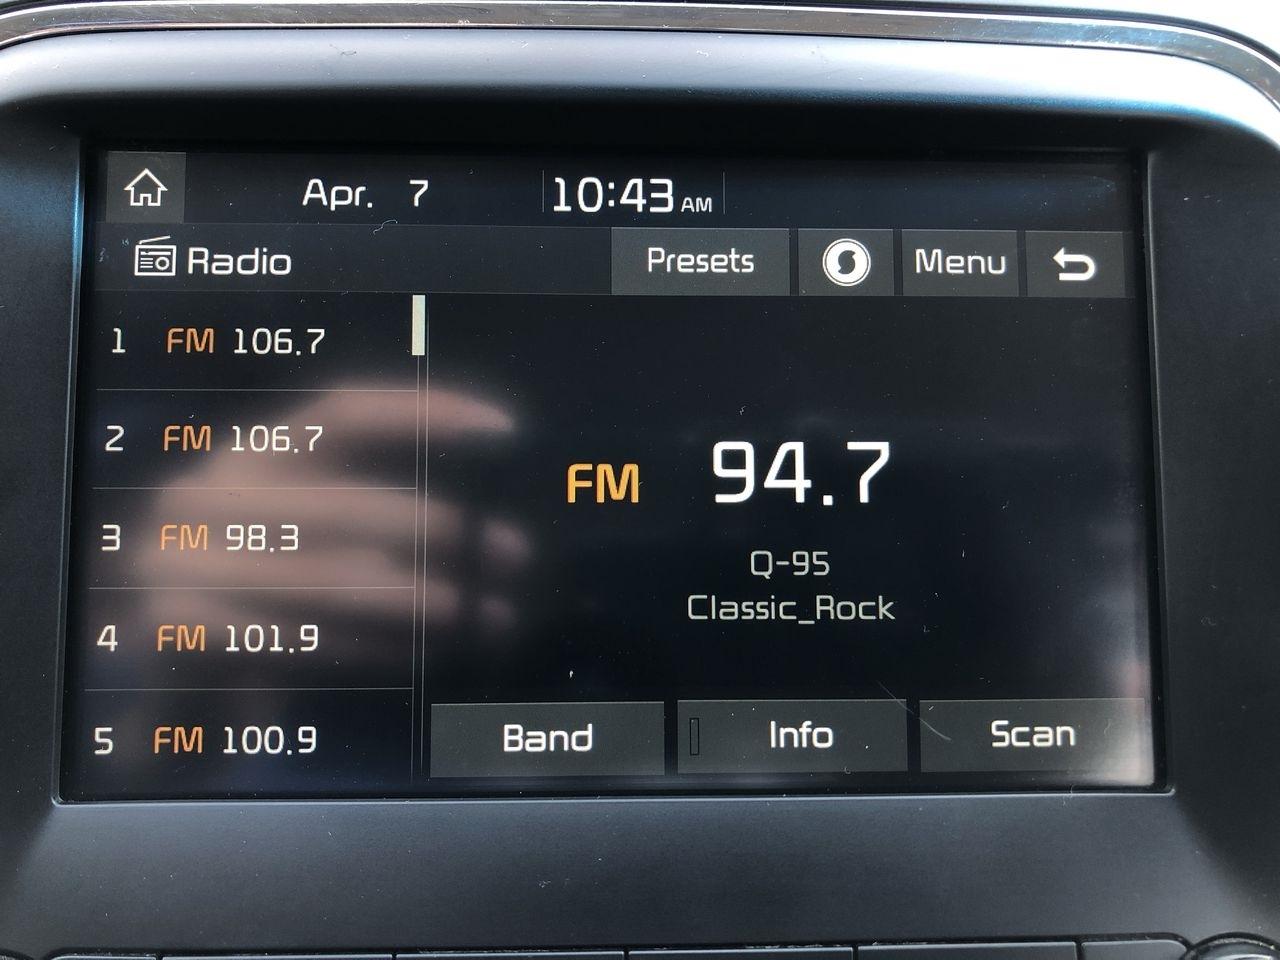 Apr. 7 10:43 AM
Radio Presets Menu
1 FM 106.7
2 FM 106.7
3 FM 98.3
4 FM 101.9
5 FM 100.9
FM 94.7
Q-95
Classic_Rock
Band Info Scan